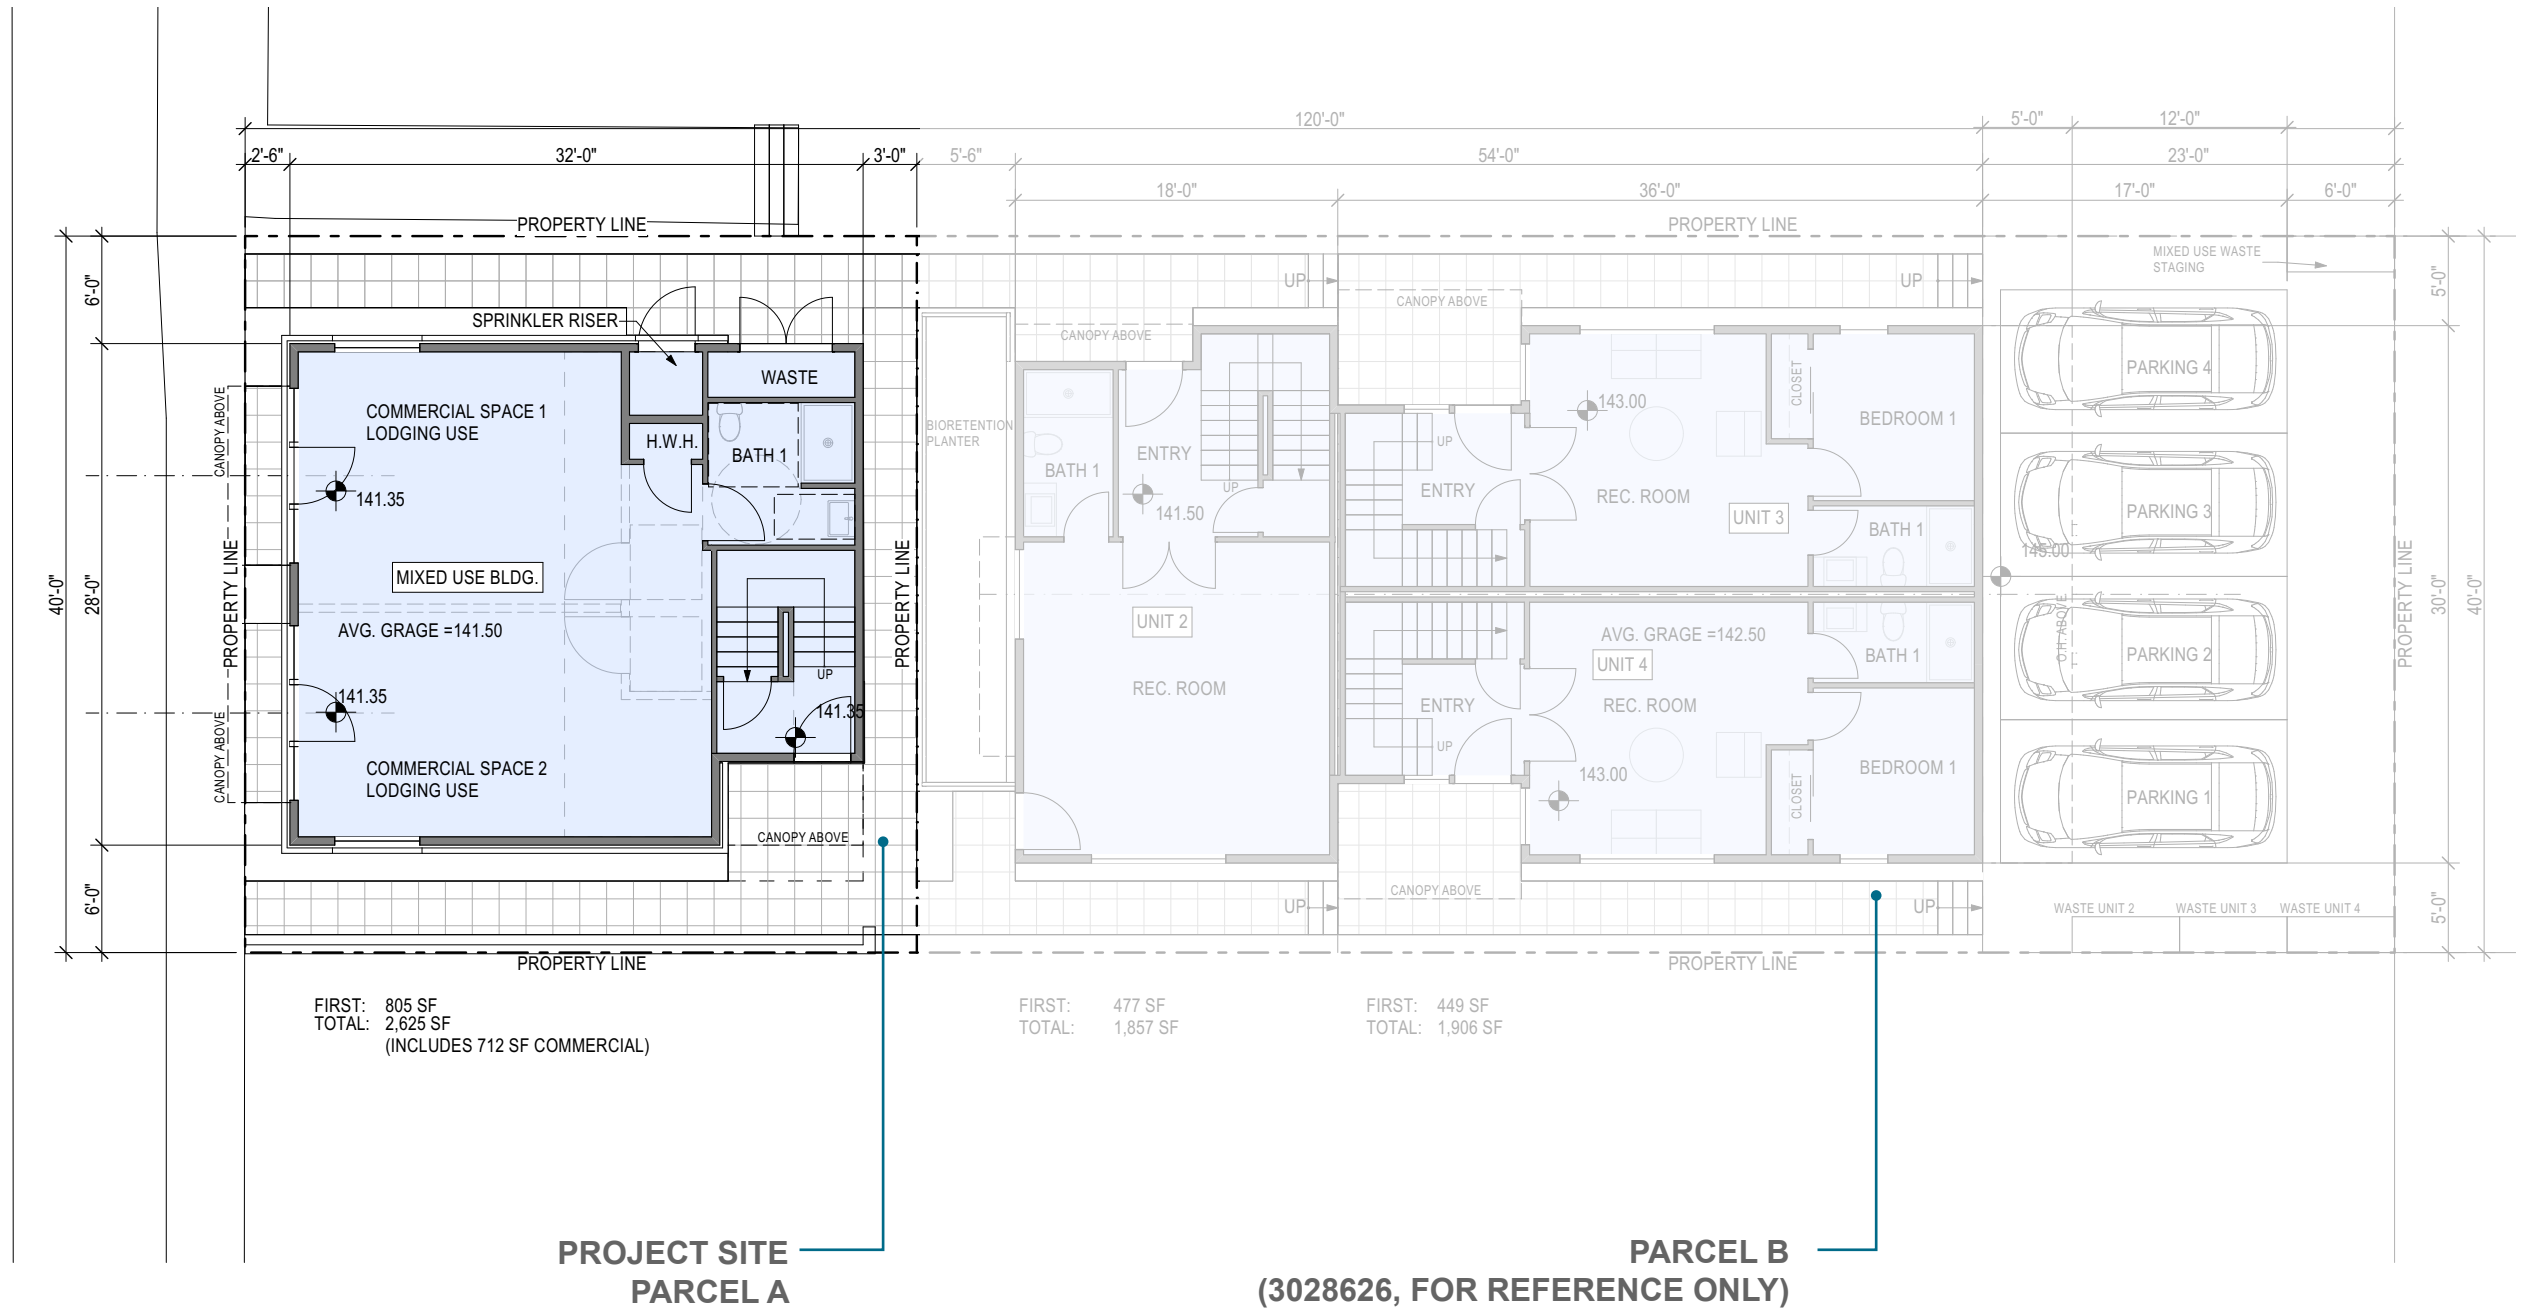 120'-0"
5'-0"
12'-0"
2'-6"
32'-0"
3'-0"
5'-6"
54'-0"
23'-0"
18'-0"
36'-0"
17'-0"
6'-0"
PROPERTY LINE
PROPERTY LINE
40'-0"
6'-0"
28'-0"
6'-0"
CANOPY ABOVE
PROPERTY LINE
CANOPY ABOVE
SPRINKLER RISER
WASTE
COMMERCIAL SPACE 1
LODGING USE
H.W.H.
BATH 1
141.35
MIXED USE BLDG.
AVG. GRAGE =141.50
141.35
UP
141.35
COMMERCIAL SPACE 2
LODGING USE
CANOPY ABOVE
PROPERTY LINE
PROPERTY LINE
BIORETENTION
PLANTER
CANOPY ABOVE
UP
BATH 1
ENTRY
UP
141.50
UNIT 2
REC. ROOM
UP
CANOPY ABOVE
UP
UP
ENTRY
143.00
REC. ROOM
UNIT 3
CLOSET
BEDROOM 1
BATH 1
AVG. GRAGE =142.50
UNIT 4
REC. ROOM
BATH 1
ENTRY
UP
143.00
CLOSET
BEDROOM 1
CANOPY ABOVE
UP
PROPERTY LINE
MIXED USE WASTE
STAGING
PARKING 4
PARKING 3
145.00
O.H. ABOVE
PARKING 2
PARKING 1
WASTE UNIT 2
WASTE UNIT 3
WASTE UNIT 4
PROPERTY LINE
5'-0"
30'-0"
40'-0"
5'-0"
FIRST: 805 SF
TOTAL: 2,625 SF
(INCLUDES 712 SF COMMERCIAL)
FIRST: 477 SF
TOTAL: 1,857 SF
FIRST: 449 SF
TOTAL: 1,906 SF
PROJECT SITE
PARCEL A
PARCEL B
(3028626, FOR REFERENCE ONLY)